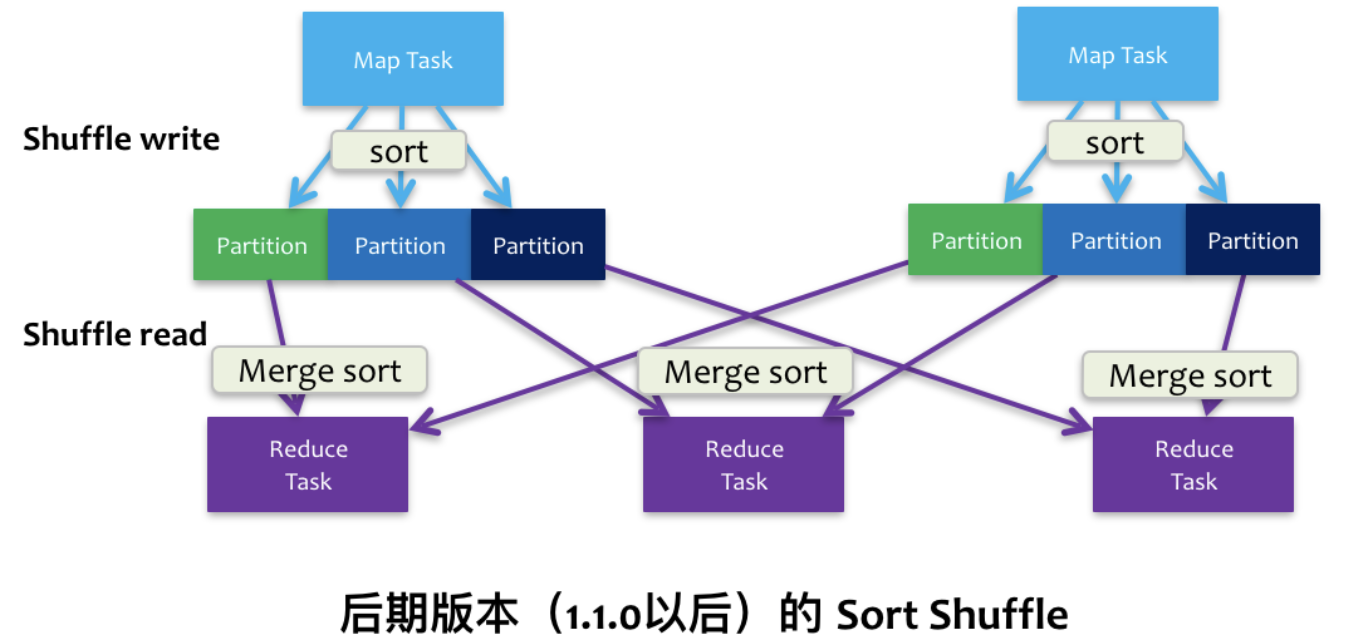 Map Task
Map Task
Shuffle write
sort
sort
Partition
Partition
Partition
Partition
Partition
Partition
Shuffle read
Merge sort
Merge sort
Merge sort
Reduce
Task
Reduce
Task
Reduce
Task
后期版本（1.1.0以后）的 Sort Shuffle